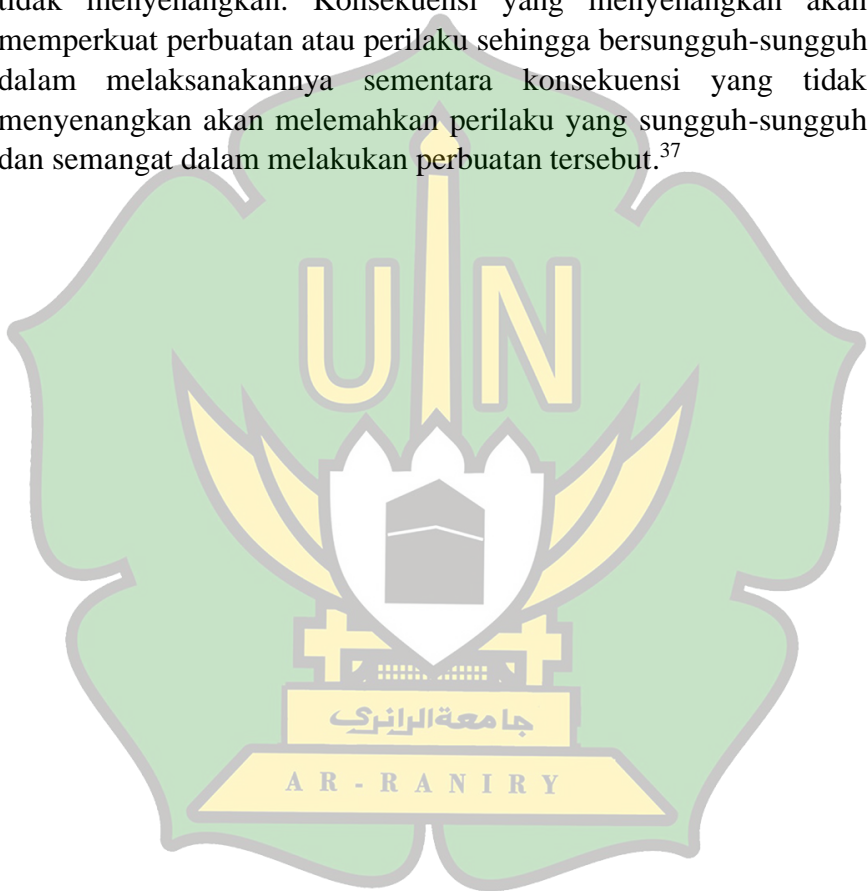 tidak menyenangkan. Konsekuensi yang menyenangkan akan
memperkuat perbuatan atau perilaku sehingga bersungguh-sungguh
dalam melaksanakannya sementara konsekuensi yang tidak
menyenangkan akan melemahkan perilaku yang sungguh-sungguh
dan semangat dalam melakukan perbuatan tersebut.³⁷
UIN
جامعة الرانري
AR-RANIRY